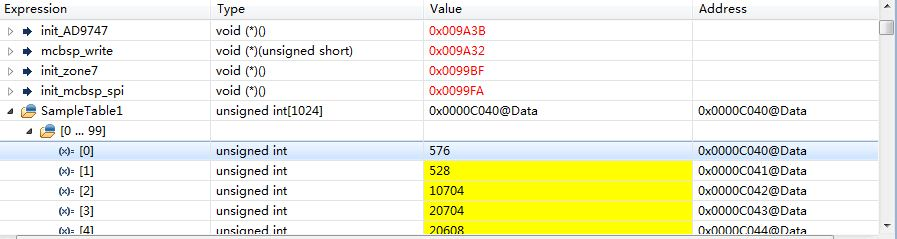 Expression Type Value Address
init_AD9747 void (*)() 0x009A3B
mcbsp_write void (*)(unsigned short) 0x009A32
init_zone7 void (*)() 0x0099BF
init_mcbsp_spi void (*)() 0x0099FA
SampleTable1 unsigned int[1024] 0x0000C040@Data 0x0000C040@Data
[0 ... 99]
(x)= [0] unsigned int 576 0x0000C040@Data
(x)= [1] unsigned int 528 0x0000C041@Data
(x)= [2] unsigned int 10704 0x0000C042@Data
(x)= [3] unsigned int 20704 0x0000C043@Data
(x)= [4] unsigned int 20608 0x0000C044@Data